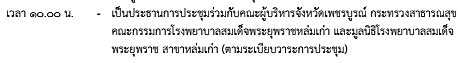 เวลา ๑๐.๐๐ น. - เป็นประธานการประชุมร่วมกับคณะผู้บริหารจังหวัดเพชรบูรณ์ กระทรวงสาธารณสุข
คณะกรรมการโรงพยาบาลสมเด็จพระยุพราชหล่มเก่า และมูลนิธิโรงพยาบาลสมเด็จ
พระยุพราช สาขาหล่มเก่า (ตามระเบียบวาระการประชุม)